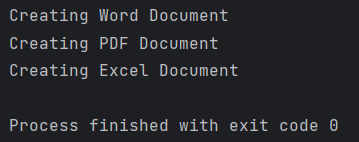 Creating Word Document
Creating PDF Document
Creating Excel Document
Process finished with exit code 0